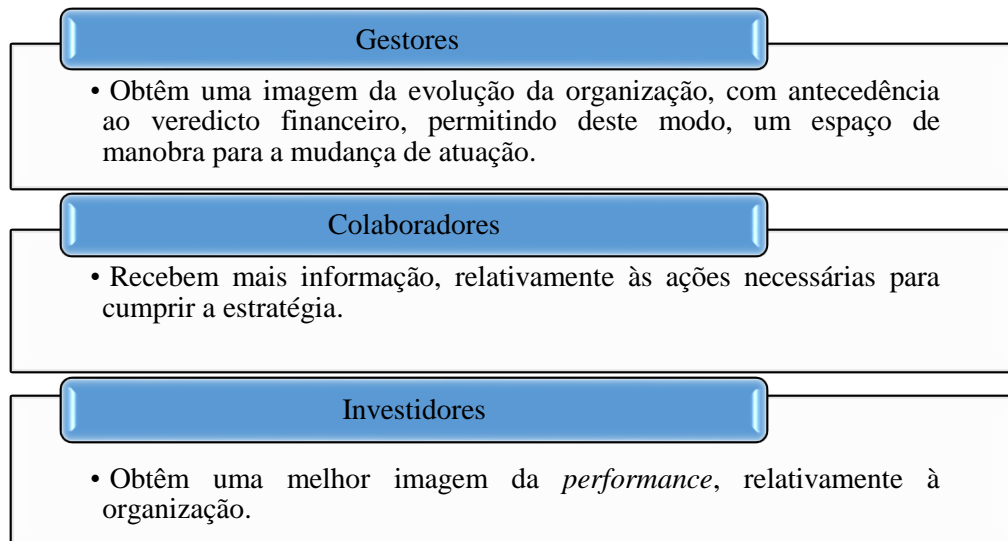 Gestores
• Obtêm uma imagem da evolução da organização, com antecedência
ao veredicto financeiro, permitindo deste modo, um espaço de
manobra para a mudança de atuação.
Colaboradores
• Recebem mais informação, relativamente às ações necessárias para
cumprir a estratégia.
Investidores
• Obtêm uma melhor imagem da performance, relativamente à
organização.